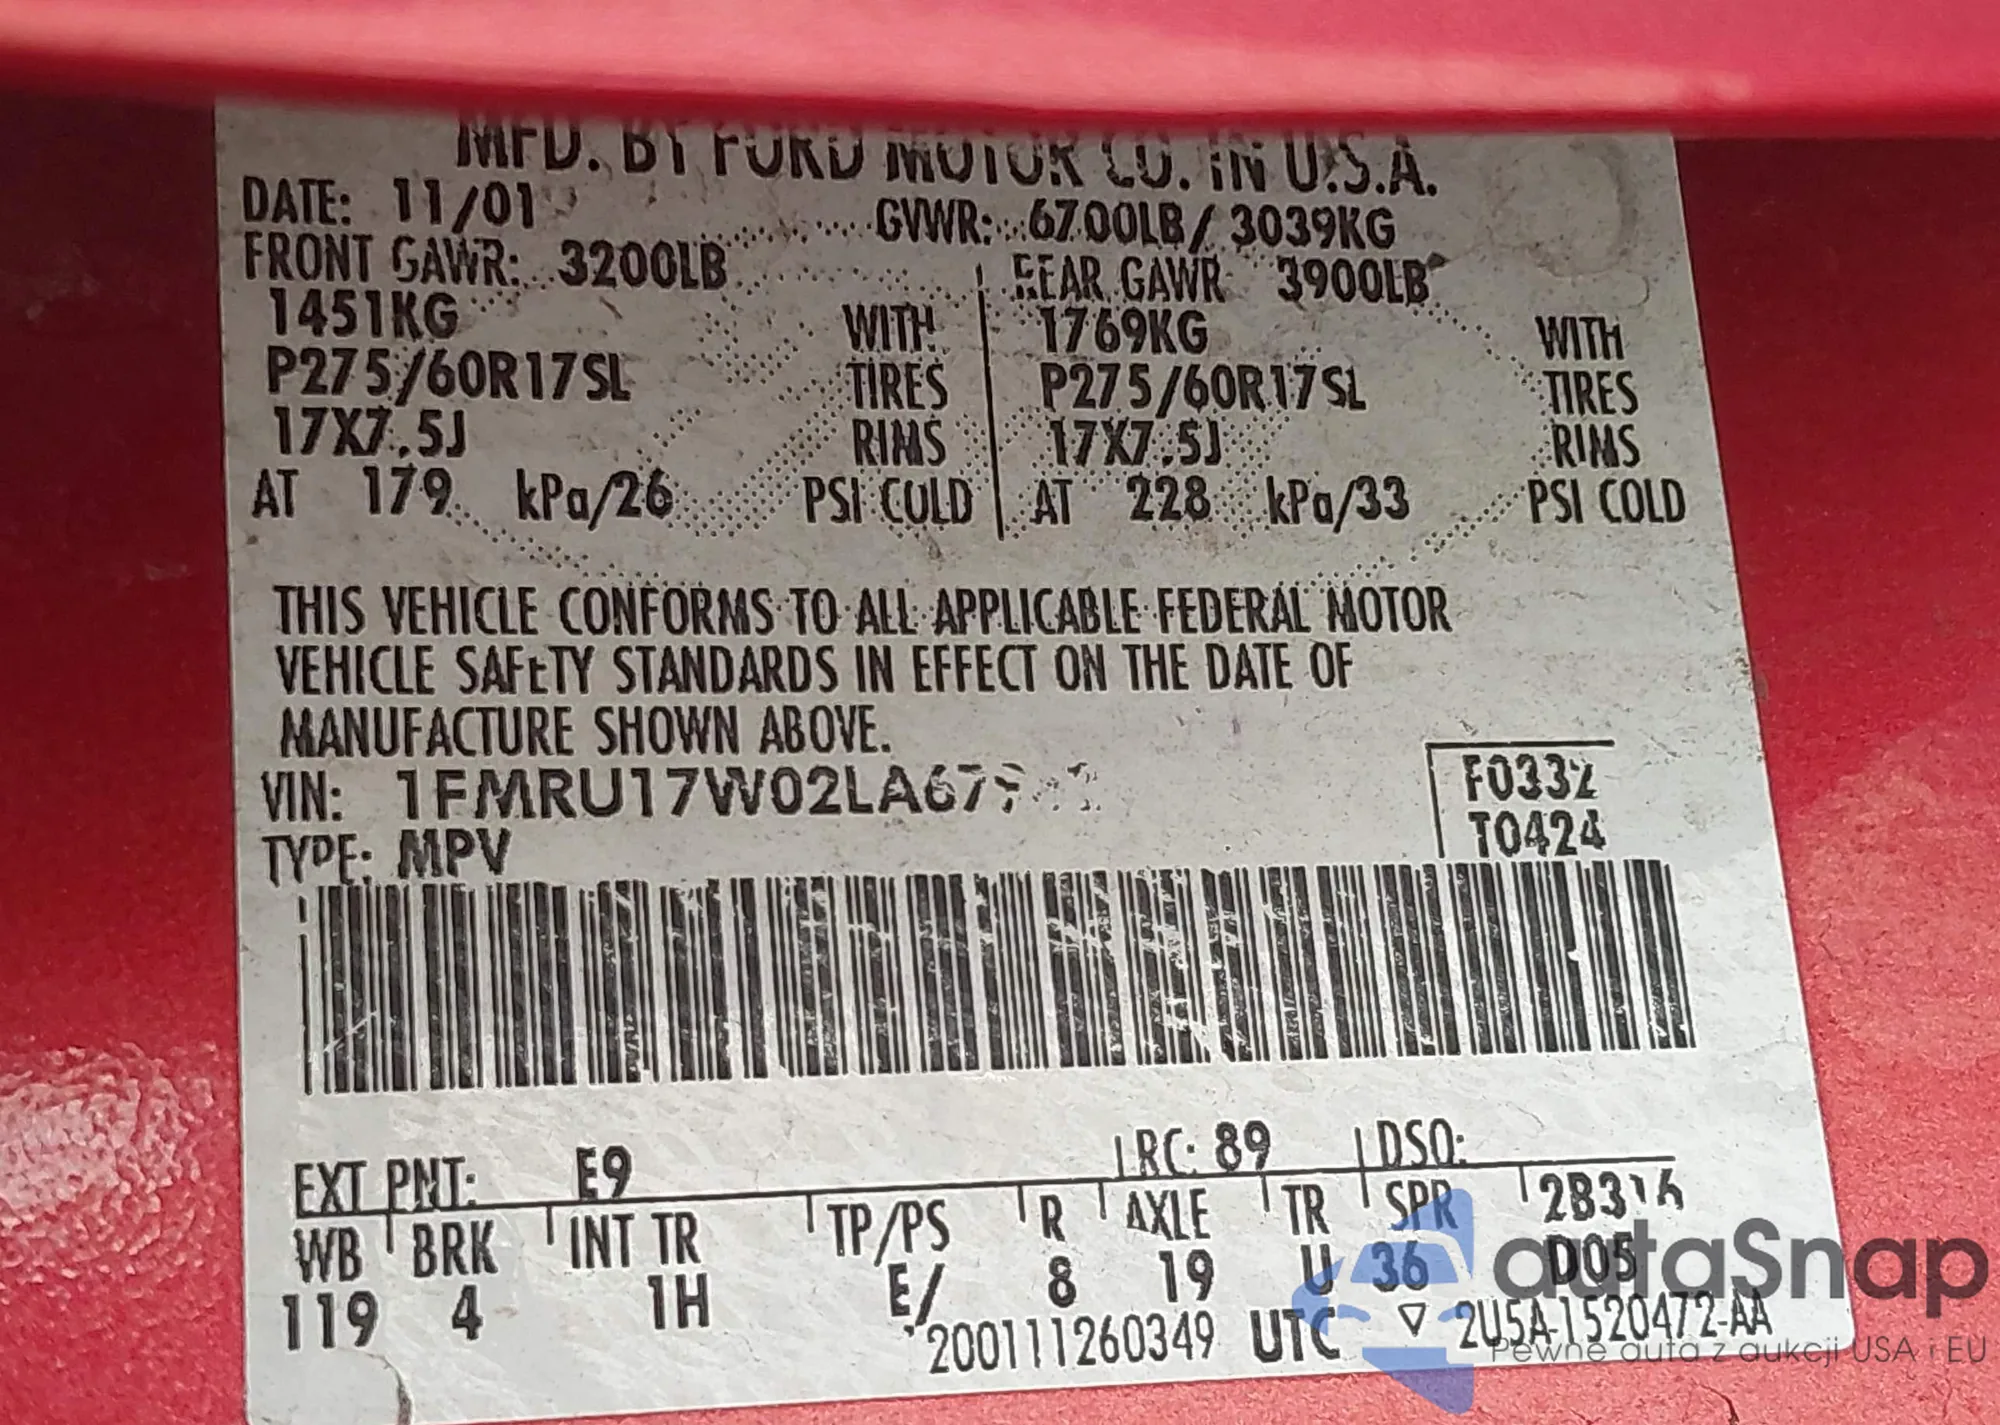 MFD. BY FORD MOTOR CO. IN U.S.A.
DATE: 11/01 GVWR: 6700LB/ 3039KG
FRONT GAWR: 3200LB REAR GAWR 3900LB
1451KG WITH 1769KG WITH
P275/60R17SL TIRES P275/60R17SL TIRES
17X7.5J RIMS 17X7.5J RIMS
AT 179 kPa/26 PSI COLD AT 228 kPa/33 PSI COLD
THIS VEHICLE CONFORMS TO ALL APPLICABLE FEDERAL MOTOR
VEHICLE SAFETY STANDARDS IN EFFECT ON THE DATE OF
MANUFACTURE SHOWN ABOVE.
VIN: 1FMRU17W02LA67
F0332
T0424
TYPE: MPV
EXT PNT: E9 RC: 89 DSO:
WB BRK INT TR TP/PS R AXLE TR SPR
119 4 1H E/ 8 19 U 36 D05
200111260349 UTC 2U5A-1520472-AA
autaSnap
Pewne auta z aukcji USA i EU